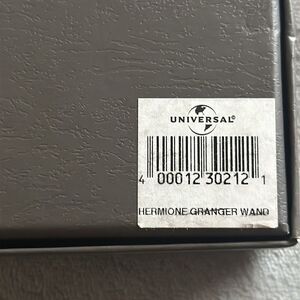 UNIVERSAL®
4 00012 30212 1
HERMIONE GRANGER WAND